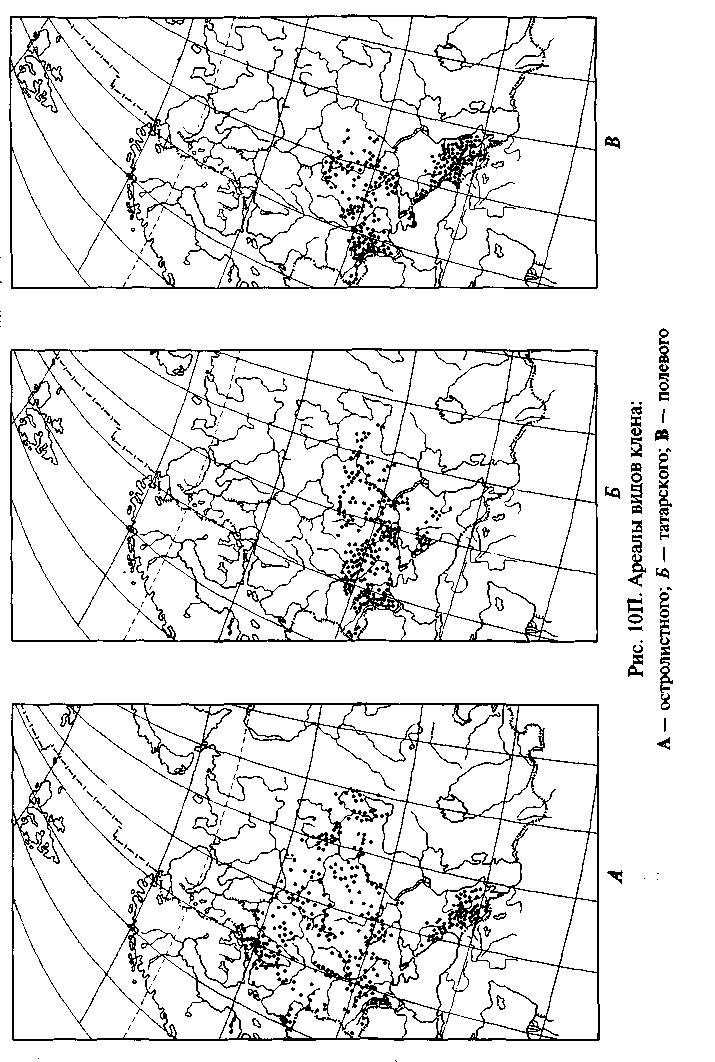 А
Б
В
Рис. 10П. Ареалы видов клена:
А — остролистного; Б — татарского; В — полевого